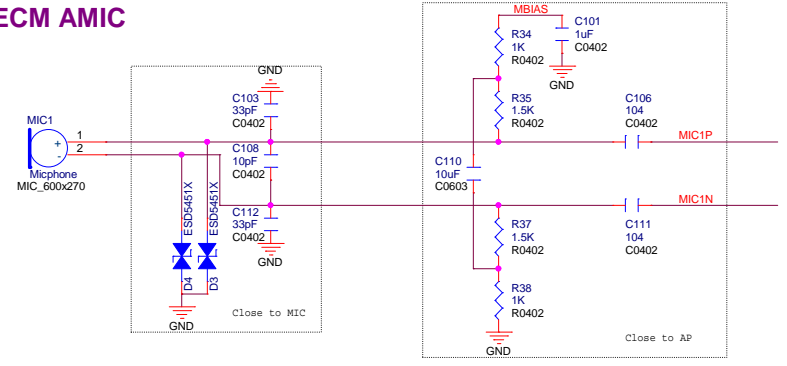 ECM AMIC
MBIAS
C101
1uF
C0402
GND
R34
1K
R0402
R35
1.5K
R0402
GND
C103
33pF
C0402
C108
10pF
C0402
C112
33pF
C0402
GND
MIC1
+
-
1
2
Micphone
MIC_600x270
ESD5451X
D4
ESD5451X
D3
GND
Close to MIC
C110
10uF
C0603
C106
104
C0402
MIC1P
MIC1N
C111
104
C0402
R37
1.5K
R0402
R38
1K
R0402
GND
Close to AP